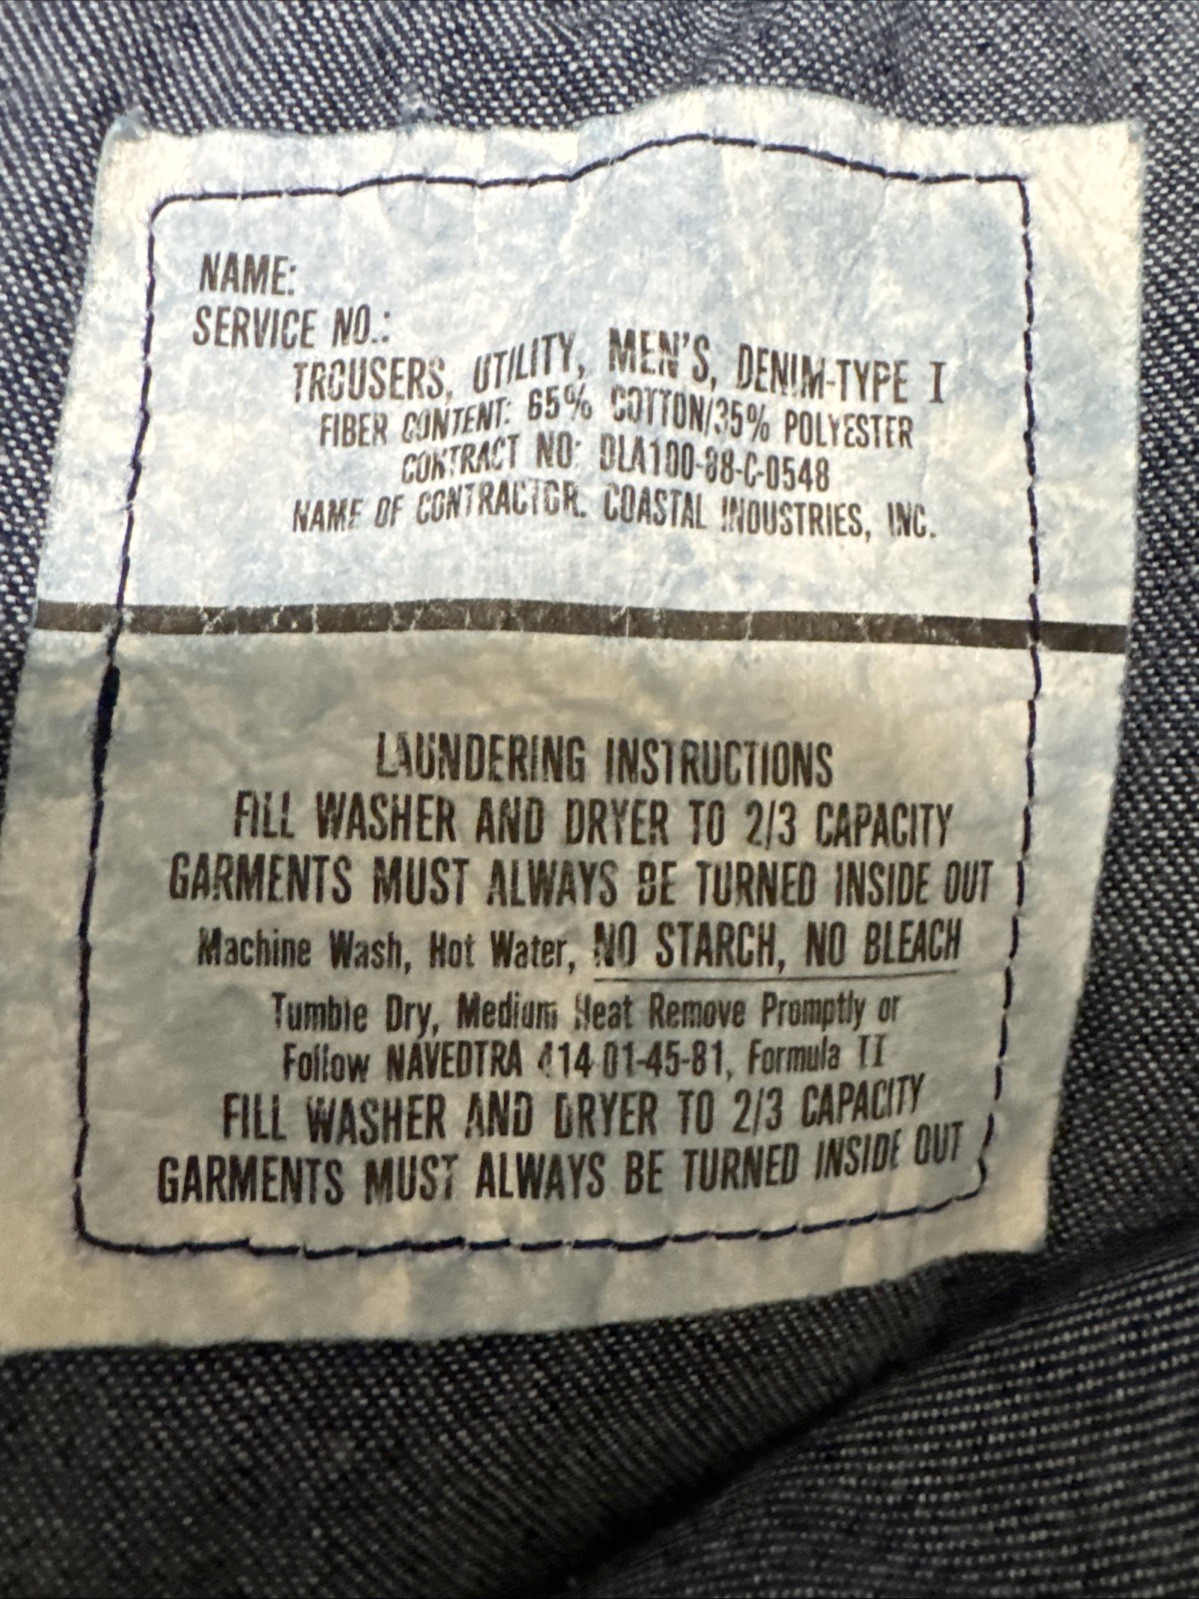 NAME:
SERVICE NO.:
TROUSERS, UTILITY, MEN'S, DENIM-TYPE I
FIBER CONTENT: 65% COTTON/35% POLYESTER
CONTRACT NO: DLA100-88-C-0548
NAME OF CONTRACTOR. COASTAL INDUSTRIES, INC.
LAUNDERING INSTRUCTIONS
FILL WASHER AND DRYER TO 2/3 CAPACITY
GARMENTS MUST ALWAYS BE TURNED INSIDE OUT
Machine Wash, Hot Water, NO STARCH, NO BLEACH
Tumble Dry, Medium Heat Remove Promptly or
Follow NAVEDTRA 414 01-45-81, Formula II
FILL WASHER AND DRYER TO 2/3 CAPACITY
GARMENTS MUST ALWAYS BE TURNED INSIDE OUT